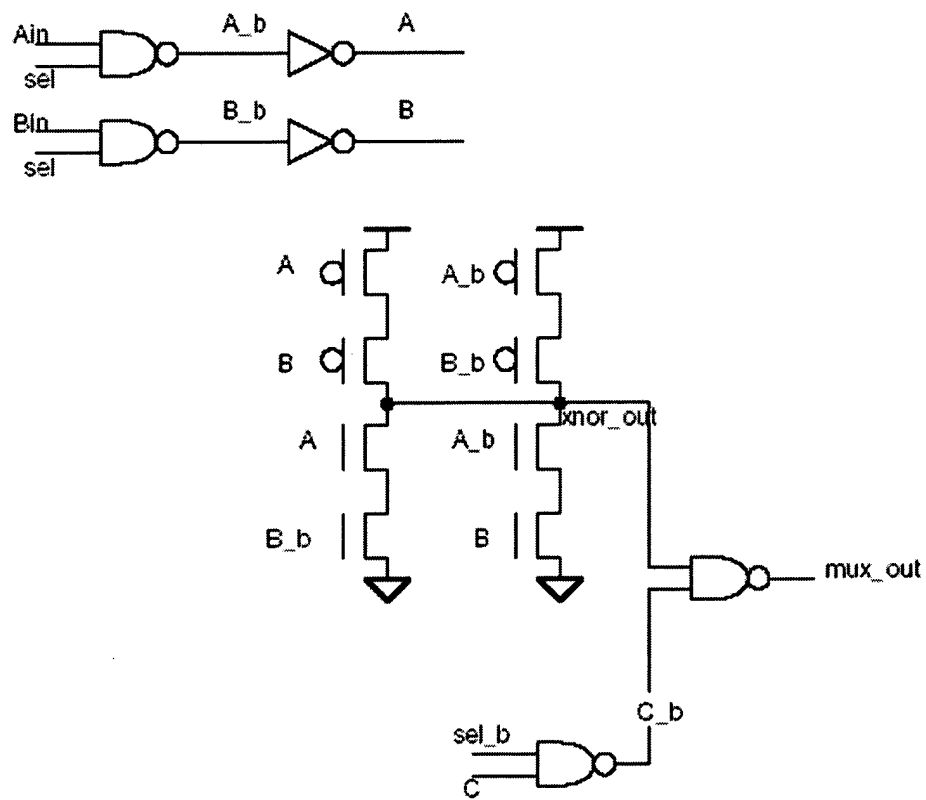 Ain
A_b
A
sel
Bin
B_b
B
sel
A
A_b
B
B_b
xnor_out
A
A_b
B_b
B
mux_out
C_b
sel_b
C